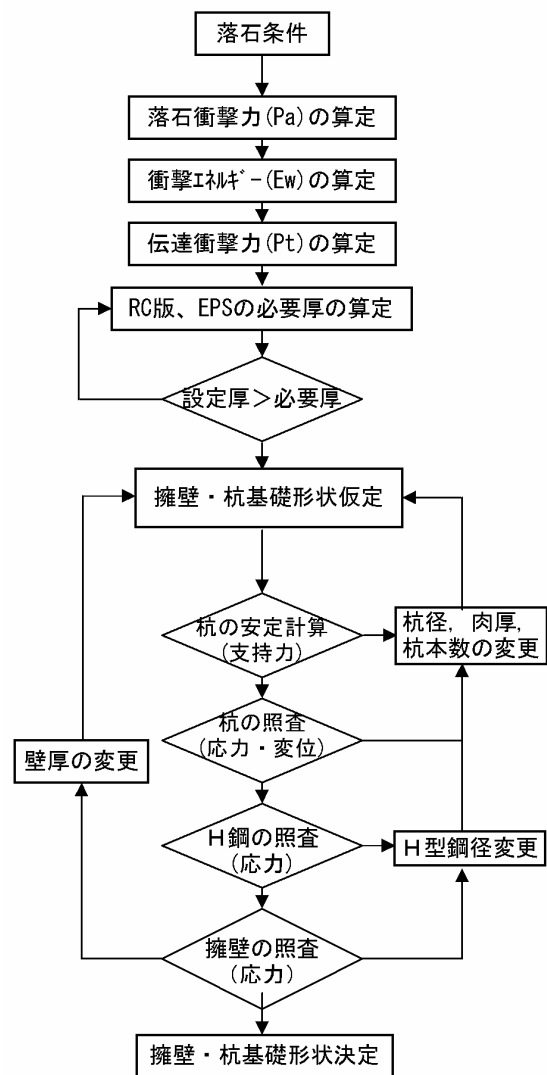 落石条件
落石衝撃力(Pa)の算定
衝撃ｴﾈﾙｷﾞｰ(Ew)の算定
伝達衝撃力(Pt)の算定
RC版、EPSの必要厚の算定
設定厚＞必要厚
擁壁・杭基礎形状仮定
杭の安定計算
(支持力)
杭径，肉厚，
杭本数の変更
杭の照査
(応力・変位)
壁厚の変更
Ｈ鋼の照査
(応力)
Ｈ型鋼径変更
擁壁の照査
(応力)
擁壁・杭基礎形状決定